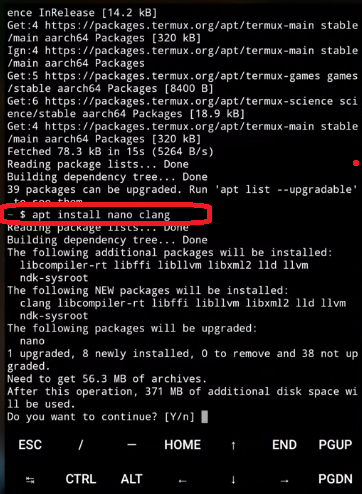 ence InRelease [14.2 kB]
Get:4 https://packages.termux.org/apt/termux-main stable
/main aarch64 Packages [320 kB]
Ign:4 https://packages.termux.org/apt/termux-main stable
/main aarch64 Packages
Get:5 https://packages.termux.org/apt/termux-games games
/stable aarch64 Packages [8400 B]
Get:6 https://packages.termux.org/apt/termux-science sci
ence/stable aarch64 Packages [18.9 kB]
Get:4 https://packages.termux.org/apt/termux-main stable
/main aarch64 Packages [320 kB]
Fetched 78.3 kB in 15s (5264 B/s)
Reading package lists... Done
Building dependency tree... Done
39 packages can be upgraded. Run 'apt list --upgradable'
 to see them.
~ $ apt install nano clang
Reading package lists... Done
Building dependency tree... Done
The following additional packages will be installed:
  libcompiler-rt libffi libllvm libxml2 lld llvm
  ndk-sysroot
The following NEW packages will be installed:
  clang libcompiler-rt libffi libllvm libxml2 lld llvm
  ndk-sysroot
The following packages will be upgraded:
  nano
1 upgraded, 8 newly installed, 0 to remove and 38 not up
graded.
Need to get 56.3 MB of archives.
After this operation, 371 MB of additional disk space wi
ll be used.
Do you want to continue? [Y/n]
ESC / — HOME ↑ END PGUP
↹ CTRL ALT ← ↓ → PGDN